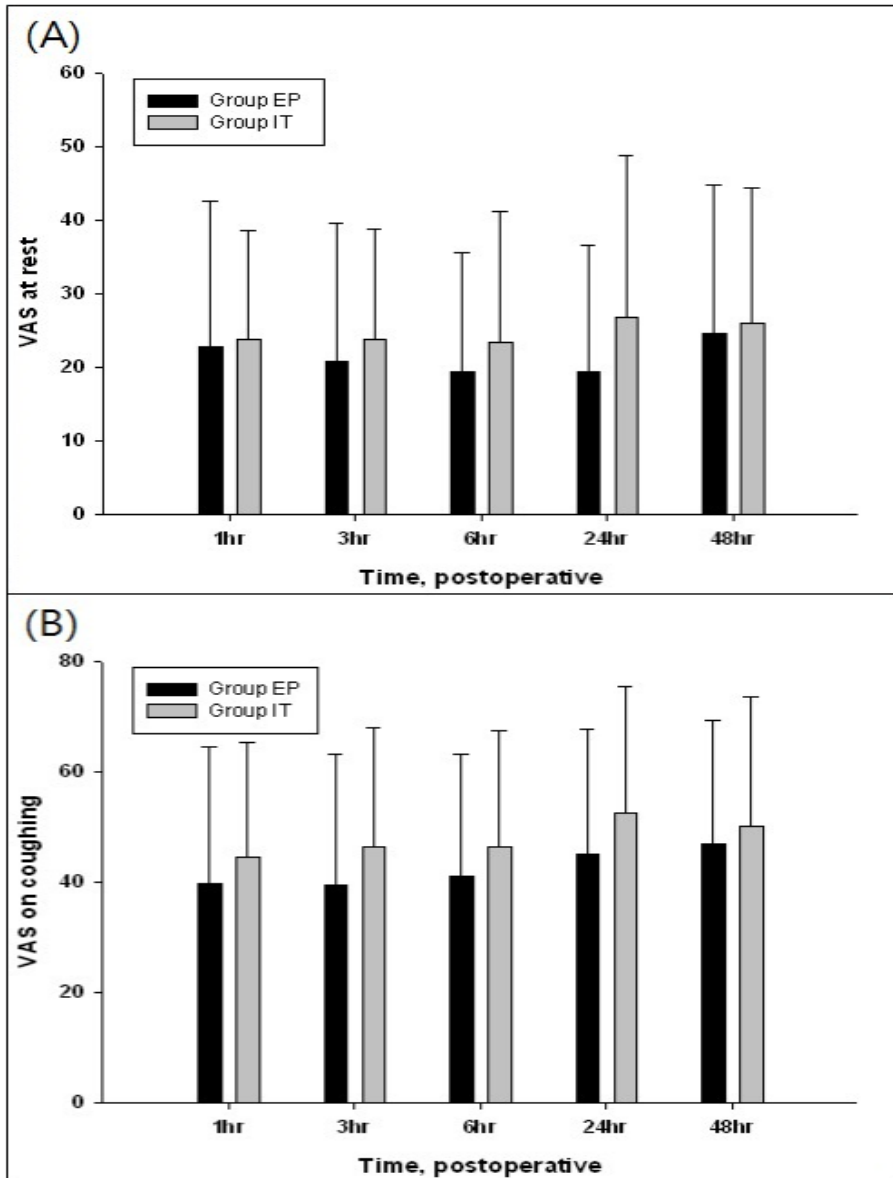 (A)
60
50
40
30
20
10
0
VAS at rest
Group EP
Group IT
1hr 3hr 6hr 24hr 48hr
Time, postoperative
(B)
80
60
40
20
0
VAS on coughing
Group EP
Group IT
1hr 3hr 6hr 24hr 48hr
Time, postoperative